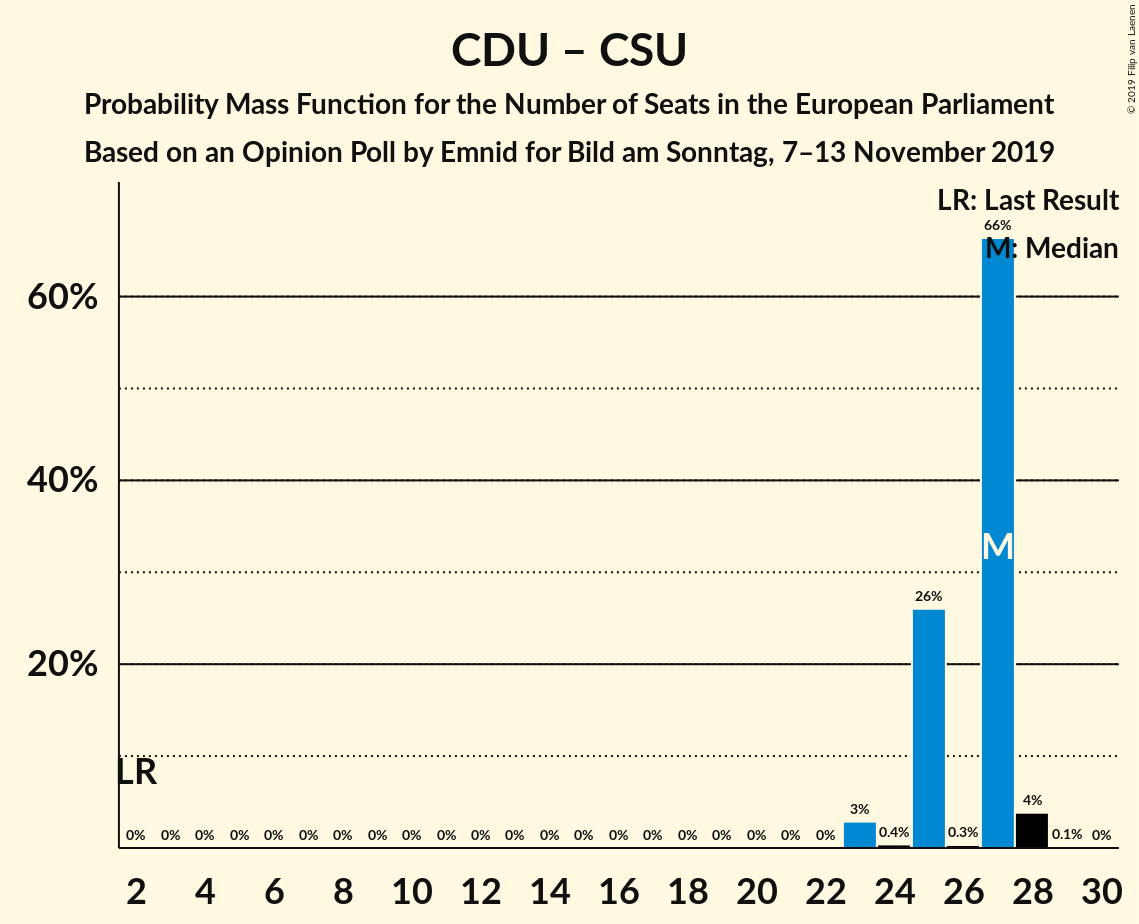 © 2019 Filip van Laenen
CDU – CSU
Probability Mass Function for the Number of Seats in the European Parliament
Based on an Opinion Poll by Emnid for Bild am Sonntag, 7–13 November 2019
LR: Last Result
66%
M: Median
60%
40%
M
26%
20%
LR
3%
4%
0% 0% 0% 0% 0% 0% 0% 0% 0% 0% 0% 0% 0% 0% 0% 0% 0% 0% 0% 0% 0% 0.4% 0.3% 0.1% 0%
2 4 6 8 10 12 14 16 18 20 22 24 26 28 30